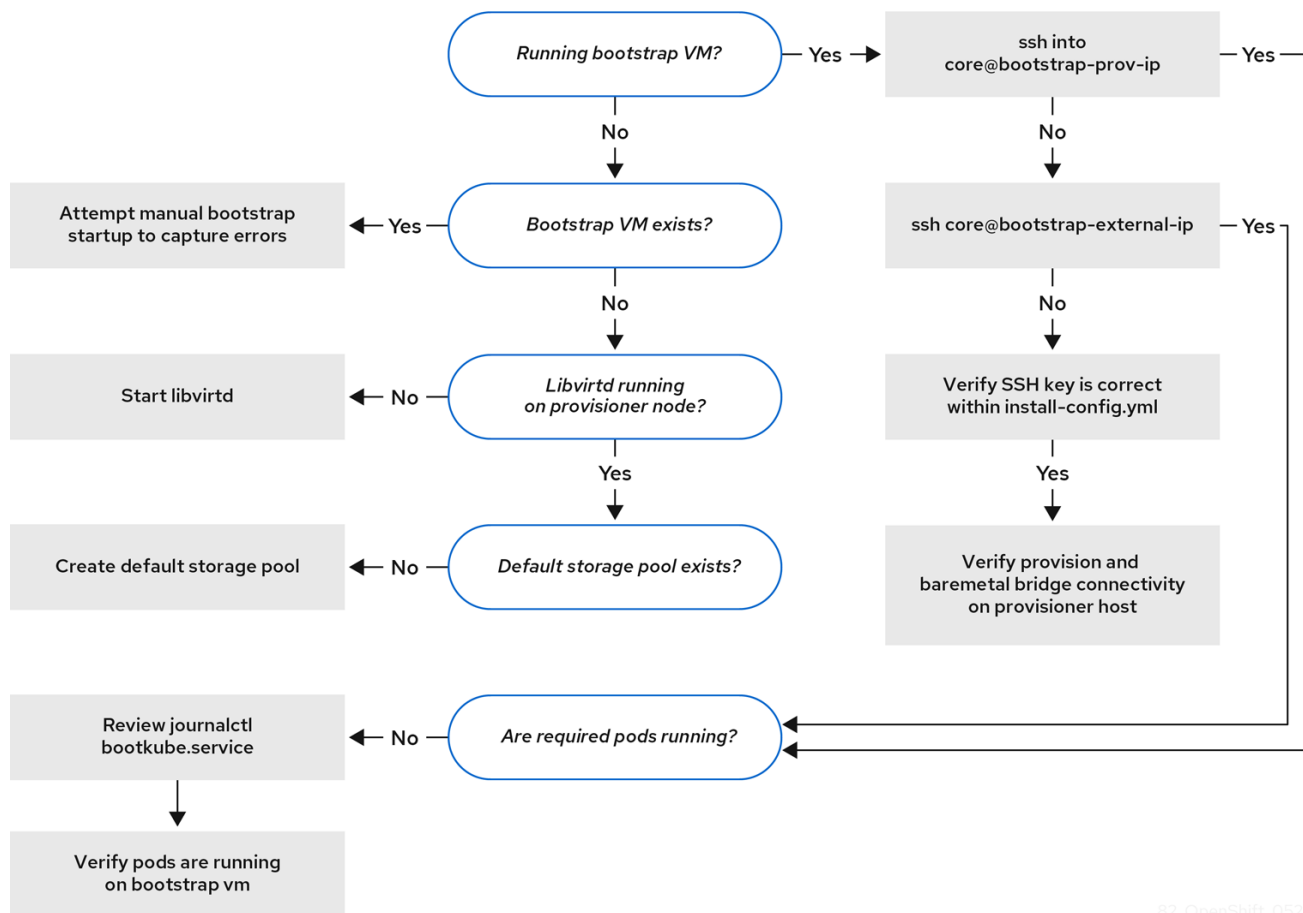 Running bootstrap VM?
Yes
ssh into
core@bootstrap-prov-ip
Yes
No
No
Attempt manual bootstrap
startup to capture errors
Yes
Bootstrap VM exists?
ssh core@bootstrap-external-ip
Yes
No
No
Start libvirtd
No
Libvirtd running
on provisioner node?
Verify SSH key is correct
within install-config.yml
Yes
Yes
Create default storage pool
No
Default storage pool exists?
Verify provision and
baremetal bridge connectivity
on provisioner host
Review journalctl
bootkube.service
No
Are required pods running?
Verify pods are running
on bootstrap vm
82_OpenShift_052